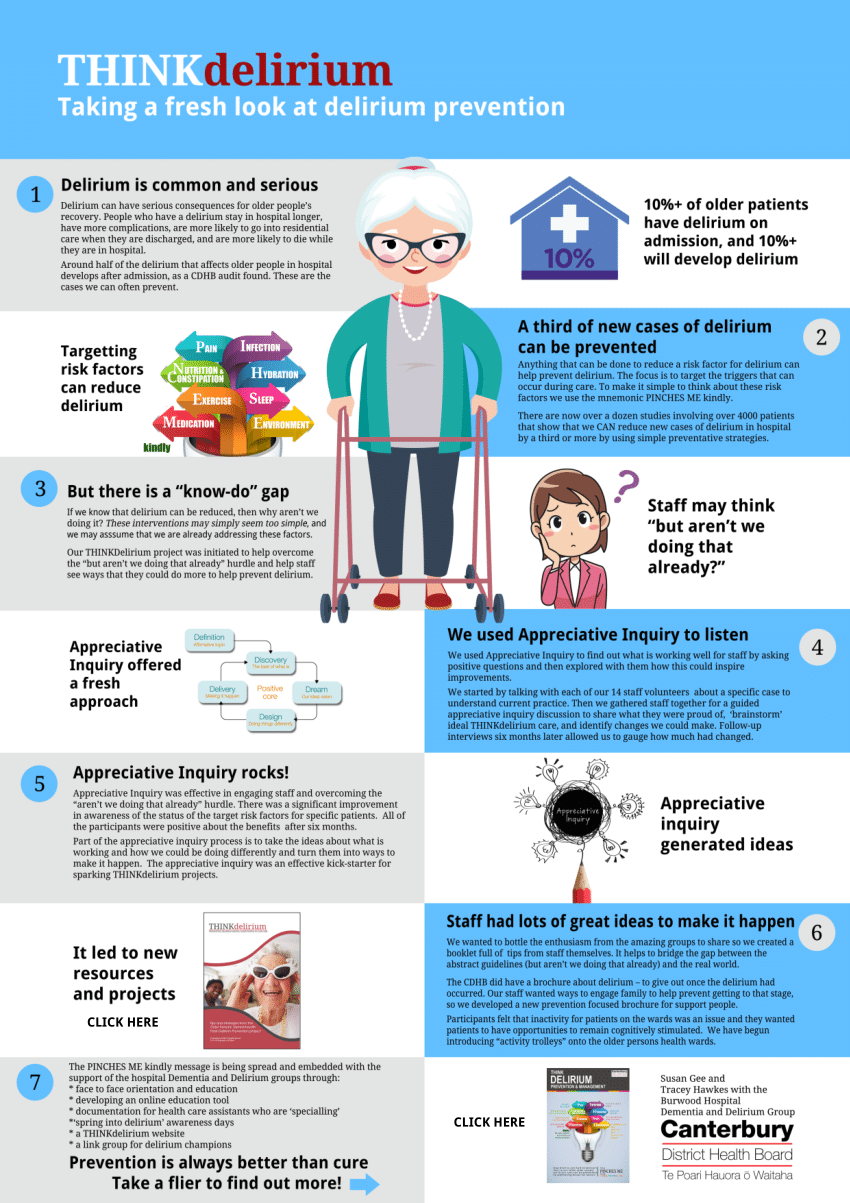 THINKdelirium
Taking a fresh look at delirium prevention
1
Delirium is common and serious
Delirium can have serious consequences for older people's
recovery. People who have a delirium stay in hospital longer,
have more complications, are more likely to go into residential
care when they are discharged, and are more likely to die while
they are in hospital.
Around half of the delirium that affects older people in hospital
develops after admission, as a CDHB audit found. These are the
cases we can often prevent.
10%
10%+ of older patients
have delirium on
admission, and 10%+
will develop delirium
Targetting
risk factors
can reduce
delirium
PAIN
INFECTION
NUTRITION &
CONSTIPATION
HYDRATION
EXERCISE
SLEEP
MEDICATION
ENVIRONMENT
kindly
2
A third of new cases of delirium
can be prevented
Anything that can be done to reduce a risk factor for delirium can
help prevent delirium. The focus is to target the triggers that can
occur during care. To make it simple to think about these risk
factors we use the mnemonic PINCHES ME kindly.
There are now over a dozen studies involving over 4000 patients
that show that we CAN reduce new cases of delirium in hospital
by a third or more by using simple preventative strategies.
3
But there is a “know-do” gap
If we know that delirium can be reduced, then why aren't we
doing it? These interventions may simply seem too simple, and
we may asssume that we are already addressing these factors.
Our THINKDelirium project was initiated to help overcome
the “but aren't we doing that already” hurdle and help staff
see ways that they could do more to help prevent delirium.
?
Staff may think
“but aren't we
doing that
already?”
Appreciative
Inquiry offered
a fresh
approach
Definition
Affirmative topic
Discovery
The best of what is
Delivery
Making it happen
Positive
core
Dream
Our ideal vision
Design
Doing things differently
4
We used Appreciative Inquiry to listen
We used Appreciative Inquiry to find out what is working well for staff by asking
positive questions and then explored with them how this could inspire
improvements.
We started by talking with each of our 14 staff volunteers about a specific case to
understand current practice. Then we gathered staff together for a guided
appreciative inquiry discussion to share what they were proud of, ‘brainstorm’
ideal THINKdelirium care, and identify changes we could make. Follow-up
interviews six months later allowed us to gauge how much had changed.
5
Appreciative Inquiry rocks!
Appreciative Inquiry was effective in engaging staff and overcoming the
“aren't we doing that already” hurdle. There was a significant improvement
in awareness of the status of the target risk factors for specific patients. All of
the participants were positive about the benefits after six months.
Part of the appreciative inquiry process is to take the ideas about what is
working and how we could be doing differently and turn them into ways to
make it happen. The appreciative inquiry was an effective kick-starter for
sparking THINKdelirium projects.
Appreciative
Inquiry
Appreciative
inquiry
generated ideas
It led to new
resources
and projects
CLICK HERE
THINKdelirium
6
Staff had lots of great ideas to make it happen
We wanted to bottle the enthusiasm from the amazing groups to share so we created a
booklet full of tips from staff themselves. It helps to bridge the gap between the
abstract guidelines (but aren't we doing that already) and the real world.
The CDHB did have a brochure about delirium – to give out once the delirium had
occurred. Our staff wanted ways to engage family to help prevent getting to that stage,
so we developed a new prevention focused brochure for support people.
Participants felt that inactivity for patients on the wards was an issue and they wanted
patients to have opportunities to remain cognitively stimulated. We have begun
introducing “activity trolleys” onto the older persons health wards.
7
The PINCHES ME kindly message is being spread and embedded with the
support of the hospital Dementia and Delirium groups through:
* face to face orientation and education
* developing an online education tool
* documentation for health care assistants who are ‘specialling’
*‘spring into delirium’ awareness days
* a THINKdelirium website
* a link group for delirium champions
Prevention is always better than cure
Take a flier to find out more!
CLICK HERE
THINK
DELIRIUM
PREVENTION & MANAGEMENT
PINCHES ME
Susan Gee and
Tracey Hawkes with the
Burwood Hospital
Dementia and Delirium Group
Canterbury
District Health Board
Te Poari Hauora ō Waitaha